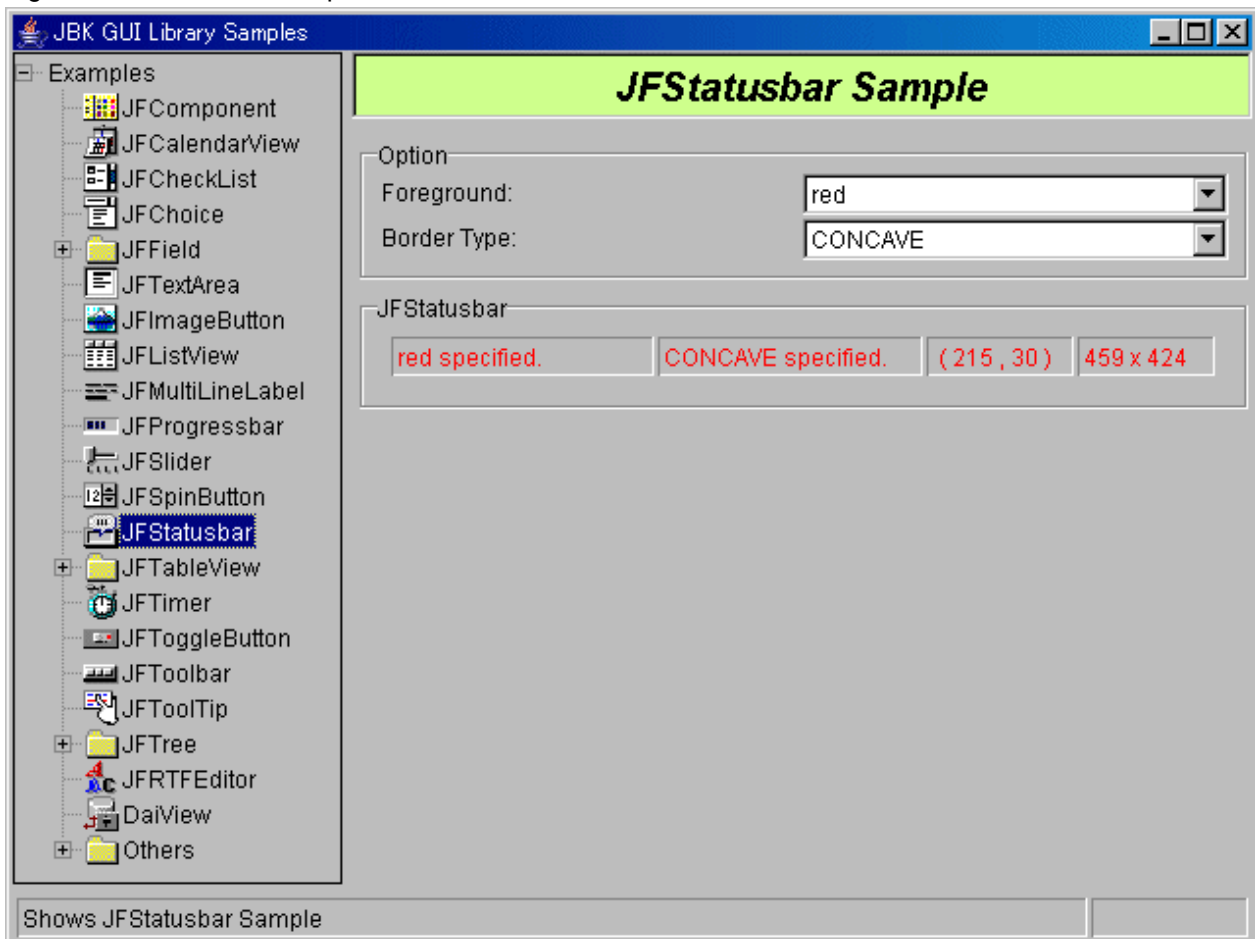 JBK GUI Library Samples
Examples
JFComponent
JFCalendarView
JFCheckList
JFChoice
JFField
JFTextArea
JFImageButton
JFListView
JFMultiLineLabel
JFProgressbar
JFSlider
JFSpinButton
JFStatusbar
JFTableView
JFTimer
JFToggleButton
JFToolbar
JFToolTip
JFTree
JFRTFEditor
DaiView
Others
JFStatusbar Sample
Option
Foreground: red
Border Type: CONCAVE
JFStatusbar
red specified. CONCAVE specified. ( 215 , 30 ) 459 x 424
Shows JFStatusbar Sample